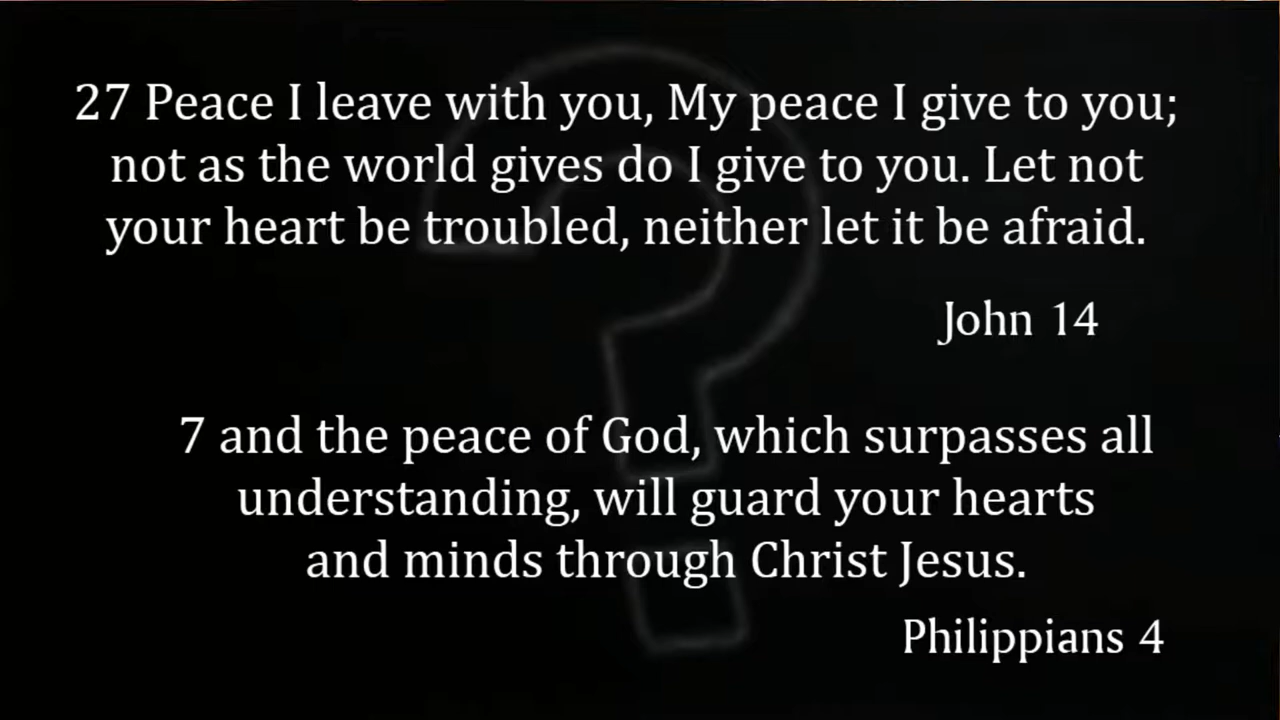 27 Peace I leave with you, My peace I give to you;
not as the world gives do I give to you. Let not
your heart be troubled, neither let it be afraid.
John 14
7 and the peace of God, which surpasses all
understanding, will guard your hearts
and minds through Christ Jesus.
Philippians 4